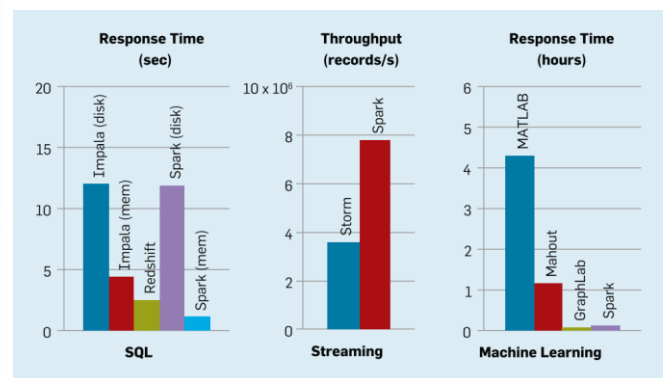 Response Time
(sec)
20
15
10
5
0
Impala (disk)
Impala (mem)
Redshift
Spark (disk)
Spark (mem)
SQL
Throughput
(records/s)
10 x 10⁶
8
6
4
2
0
Storm
Spark
Streaming
Response Time
(hours)
6
5
4
3
2
1
0
MATLAB
Mahout
GraphLab
Spark
Machine Learning